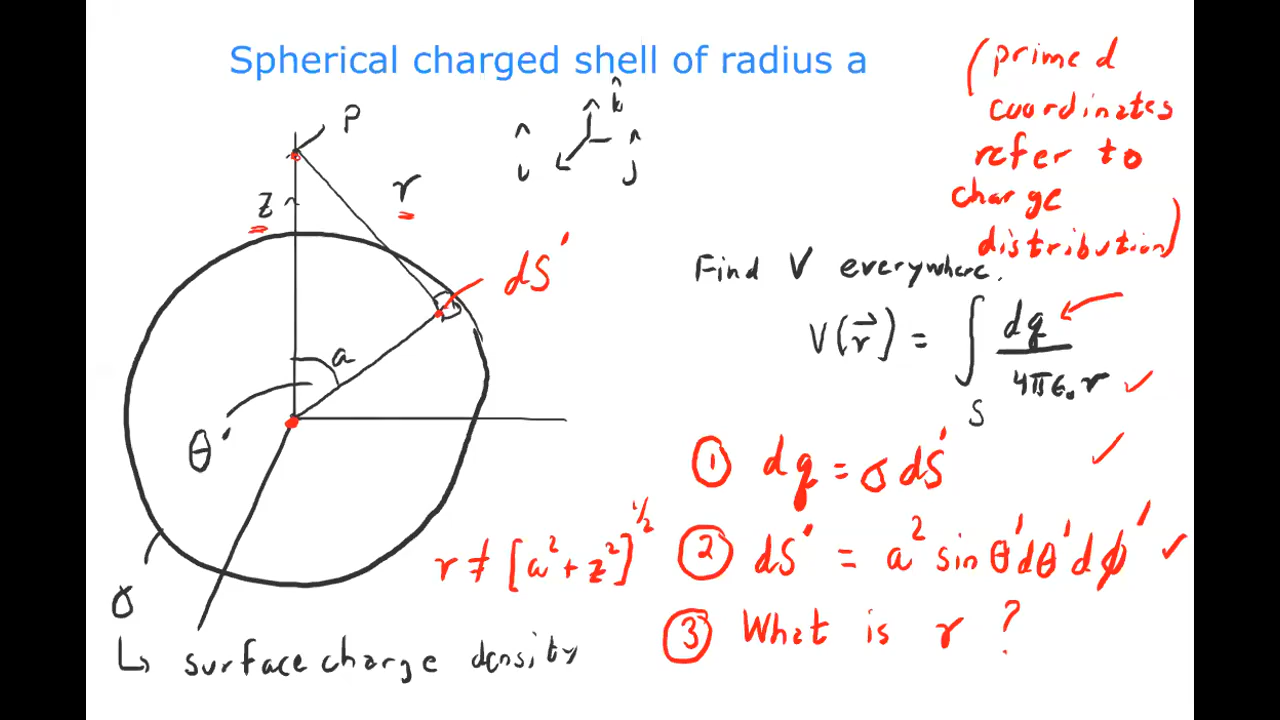 Spherical charged shell of radius a
(primed
coordinates
refer to
charge
distribution)
P
k̂
î
ĵ
z
r
dS'
a
θ'
Find V everywhere.
V(r⃗) = ∫ dq / 4πε₀r
S
① dq = σ dS' ✓
② dS' = a² sin θ' dθ' dϕ' ✓
③ What is r ?
r ≠ [a² + z²]^1/2
σ
↳ surface charge density